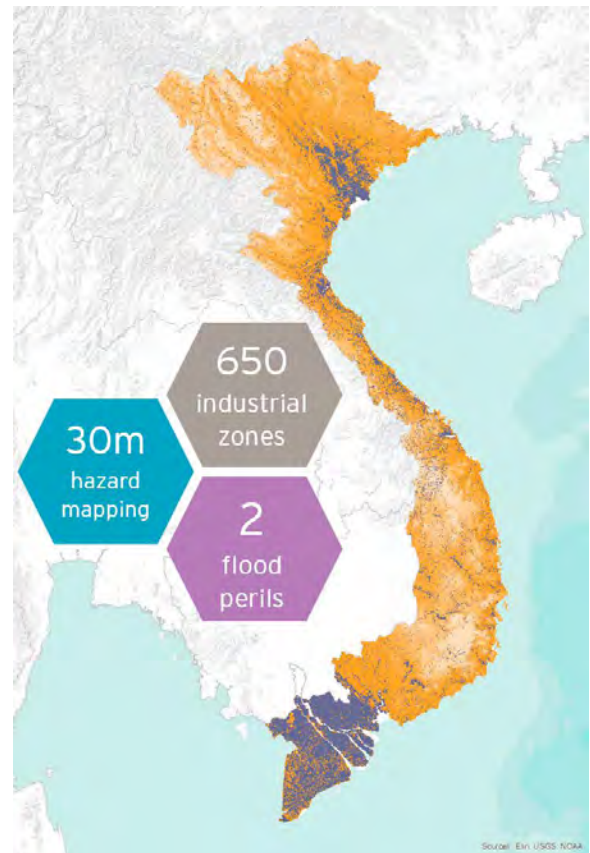 650
industrial
zones
30m
hazard
mapping
2
flood
perils
Source: Esri, USGS, NOAA